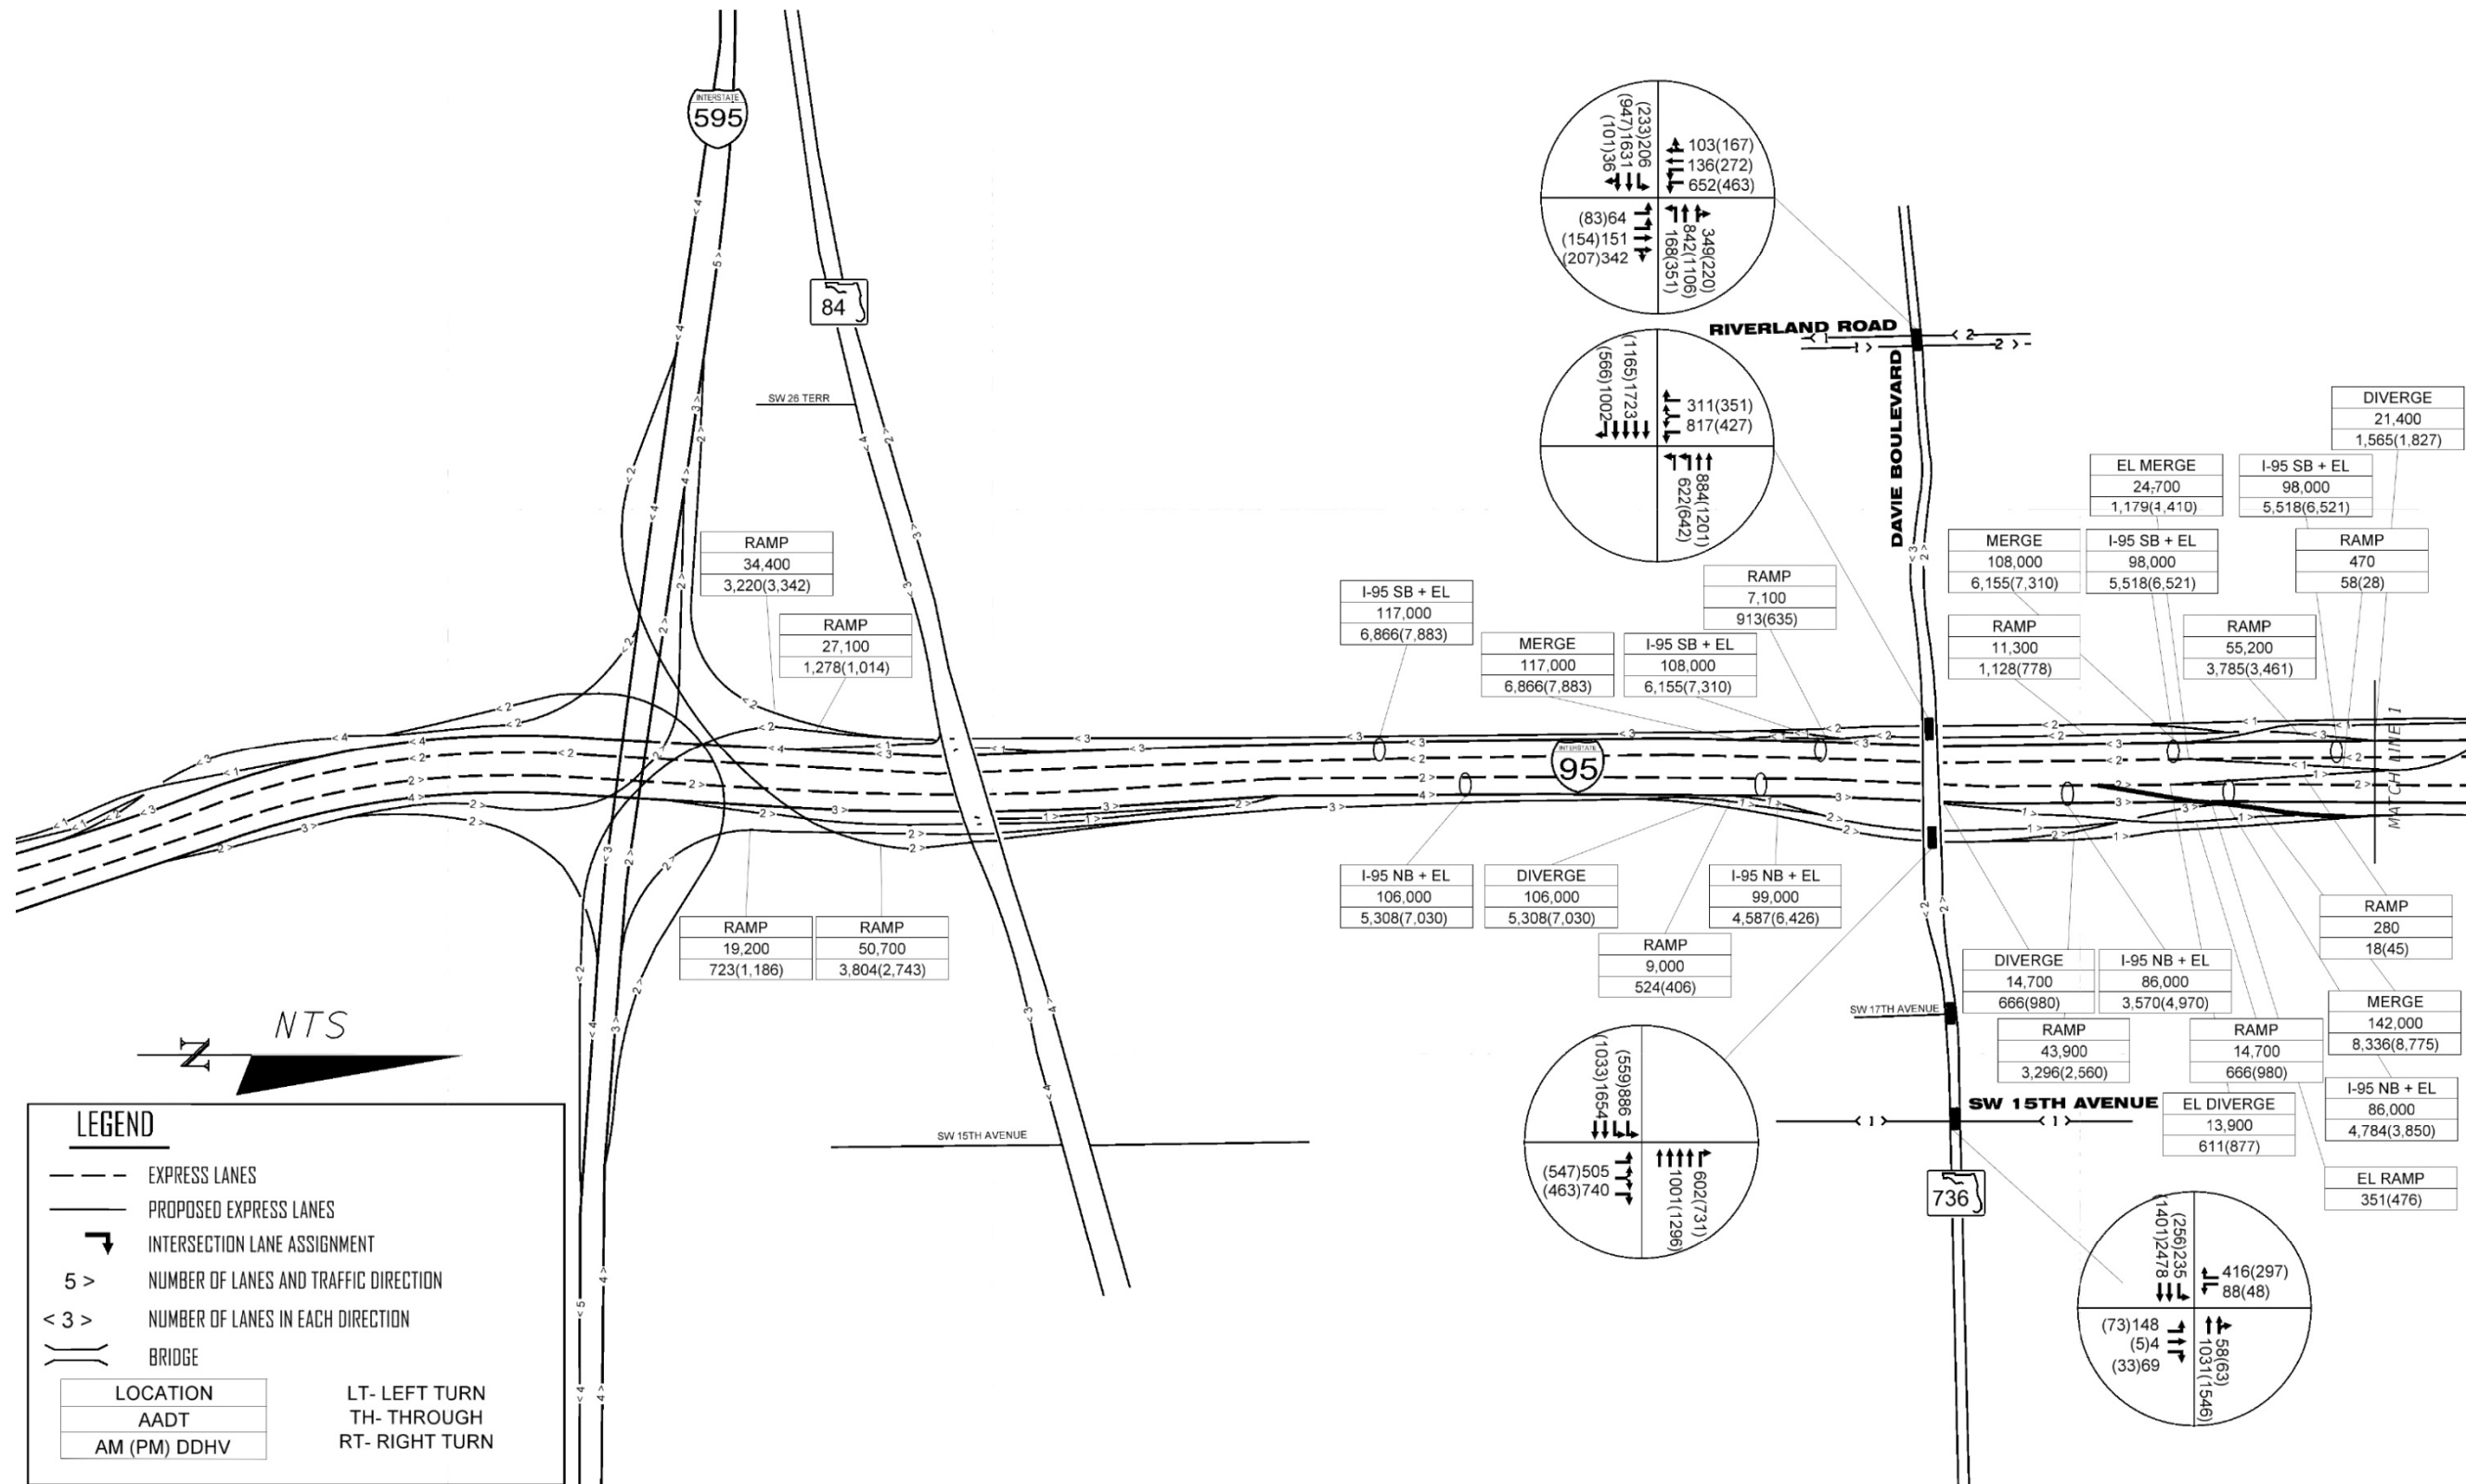 INTERSTATE
595
84
SW 26 TERR
(233)206
(947)1631
(101)36
103(167)
136(272)
652(463)
(83)64
(154)151
(207)342
349(220)
842(1106)
168(351)
RIVERLAND ROAD
< 1
1 >
< 2
2 >
DAVIE BOULEVARD
(1165)1723
(566)1002
311(351)
817(427)
884(1201)
622(642)
DIVERGE
21,400
1,565(1,827)
EL MERGE
24,700
1,179(1,410)
I-95 SB + EL
98,000
5,518(6,521)
MERGE
108,000
6,155(7,310)
I-95 SB + EL
98,000
5,518(6,521)
RAMP
470
58(28)
RAMP
34,400
3,220(3,342)
RAMP
27,100
1,278(1,014)
I-95 SB + EL
117,000
6,866(7,883)
MERGE
117,000
6,866(7,883)
I-95 SB + EL
108,000
6,155(7,310)
RAMP
7,100
913(635)
RAMP
11,300
1,128(778)
RAMP
55,200
3,785(3,461)
INTERSTATE
95
MATCH LINE 1
RAMP
19,200
723(1,186)
RAMP
50,700
3,804(2,743)
I-95 NB + EL
106,000
5,308(7,030)
DIVERGE
106,000
5,308(7,030)
I-95 NB + EL
99,000
4,587(6,426)
RAMP
9,000
524(406)
RAMP
280
18(45)
DIVERGE
14,700
666(980)
I-95 NB + EL
86,000
3,570(4,970)
MERGE
142,000
8,336(8,775)
RAMP
43,900
3,296(2,560)
RAMP
14,700
666(980)
I-95 NB + EL
86,000
4,784(3,850)
EL DIVERGE
13,900
611(877)
EL RAMP
351(476)
SW 17TH AVENUE
SW 15TH AVENUE
< 1 >
< 1 >
SW 15TH AVENUE
736
(559)886
(1033)1654
(547)505
(463)740
602(731)
1001(1296)
(256)235
(1401)2478
416(297)
88(48)
(73)148
(5)4
(33)69
58(63)
1031(1546)
NTS
N
LEGEND
EXPRESS LANES
PROPOSED EXPRESS LANES
INTERSECTION LANE ASSIGNMENT
5 > NUMBER OF LANES AND TRAFFIC DIRECTION
< 3 > NUMBER OF LANES IN EACH DIRECTION
BRIDGE
LOCATION
AADT
AM (PM) DDHV
LT- LEFT TURN
TH- THROUGH
RT- RIGHT TURN